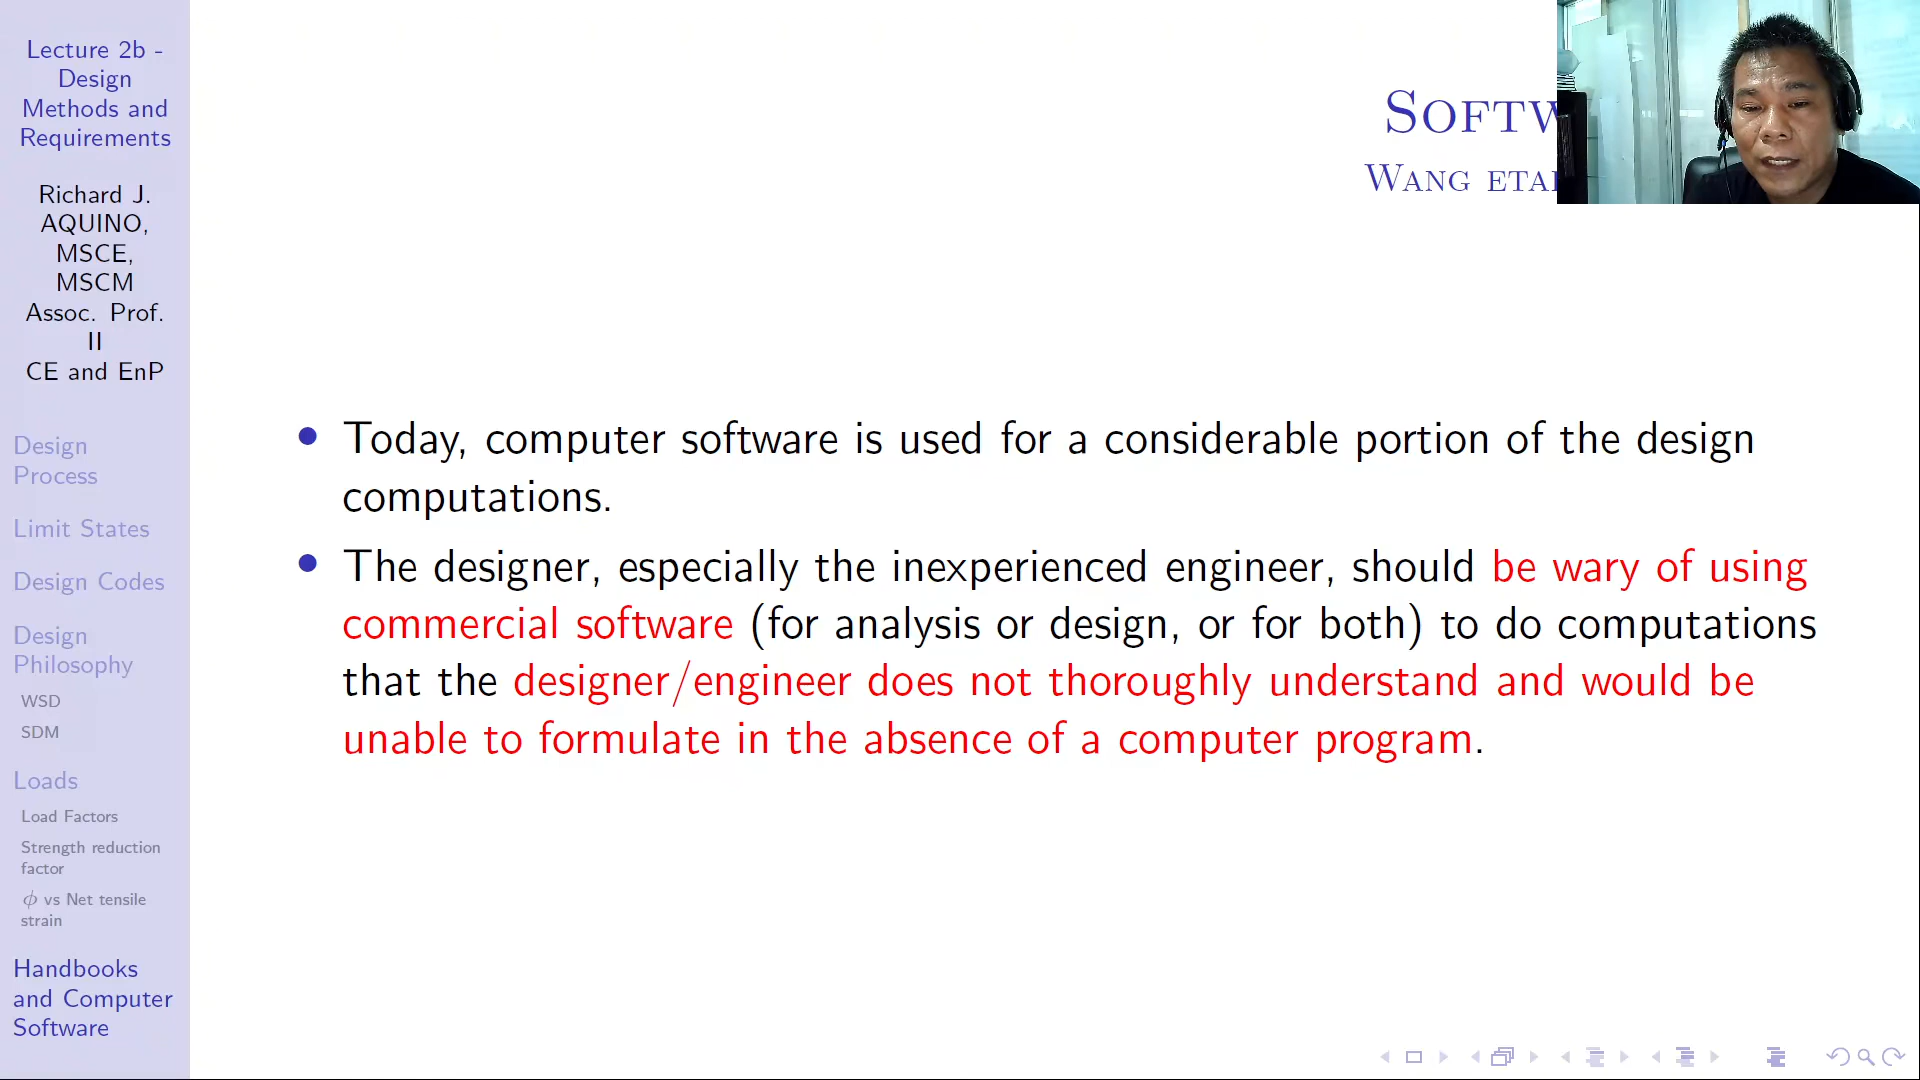 Lecture 2b -
Design
Methods and
Requirements
Richard J.
AQUINO,
MSCE,
MSCM
Assoc. Prof.
II
CE and EnP
Design
Process
Limit States
Design Codes
Design
Philosophy
WSD
SDM
Loads
Load Factors
Strength reduction
factor
ϕ vs Net tensile
strain
Handbooks
and Computer
Software
WANG
• Today, computer software is used for a considerable portion of the design
computations.
• The designer, especially the inexperienced engineer, should be wary of using
commercial software (for analysis or design, or for both) to do computations
that the designer/engineer does not thoroughly understand and would be
unable to formulate in the absence of a computer program.